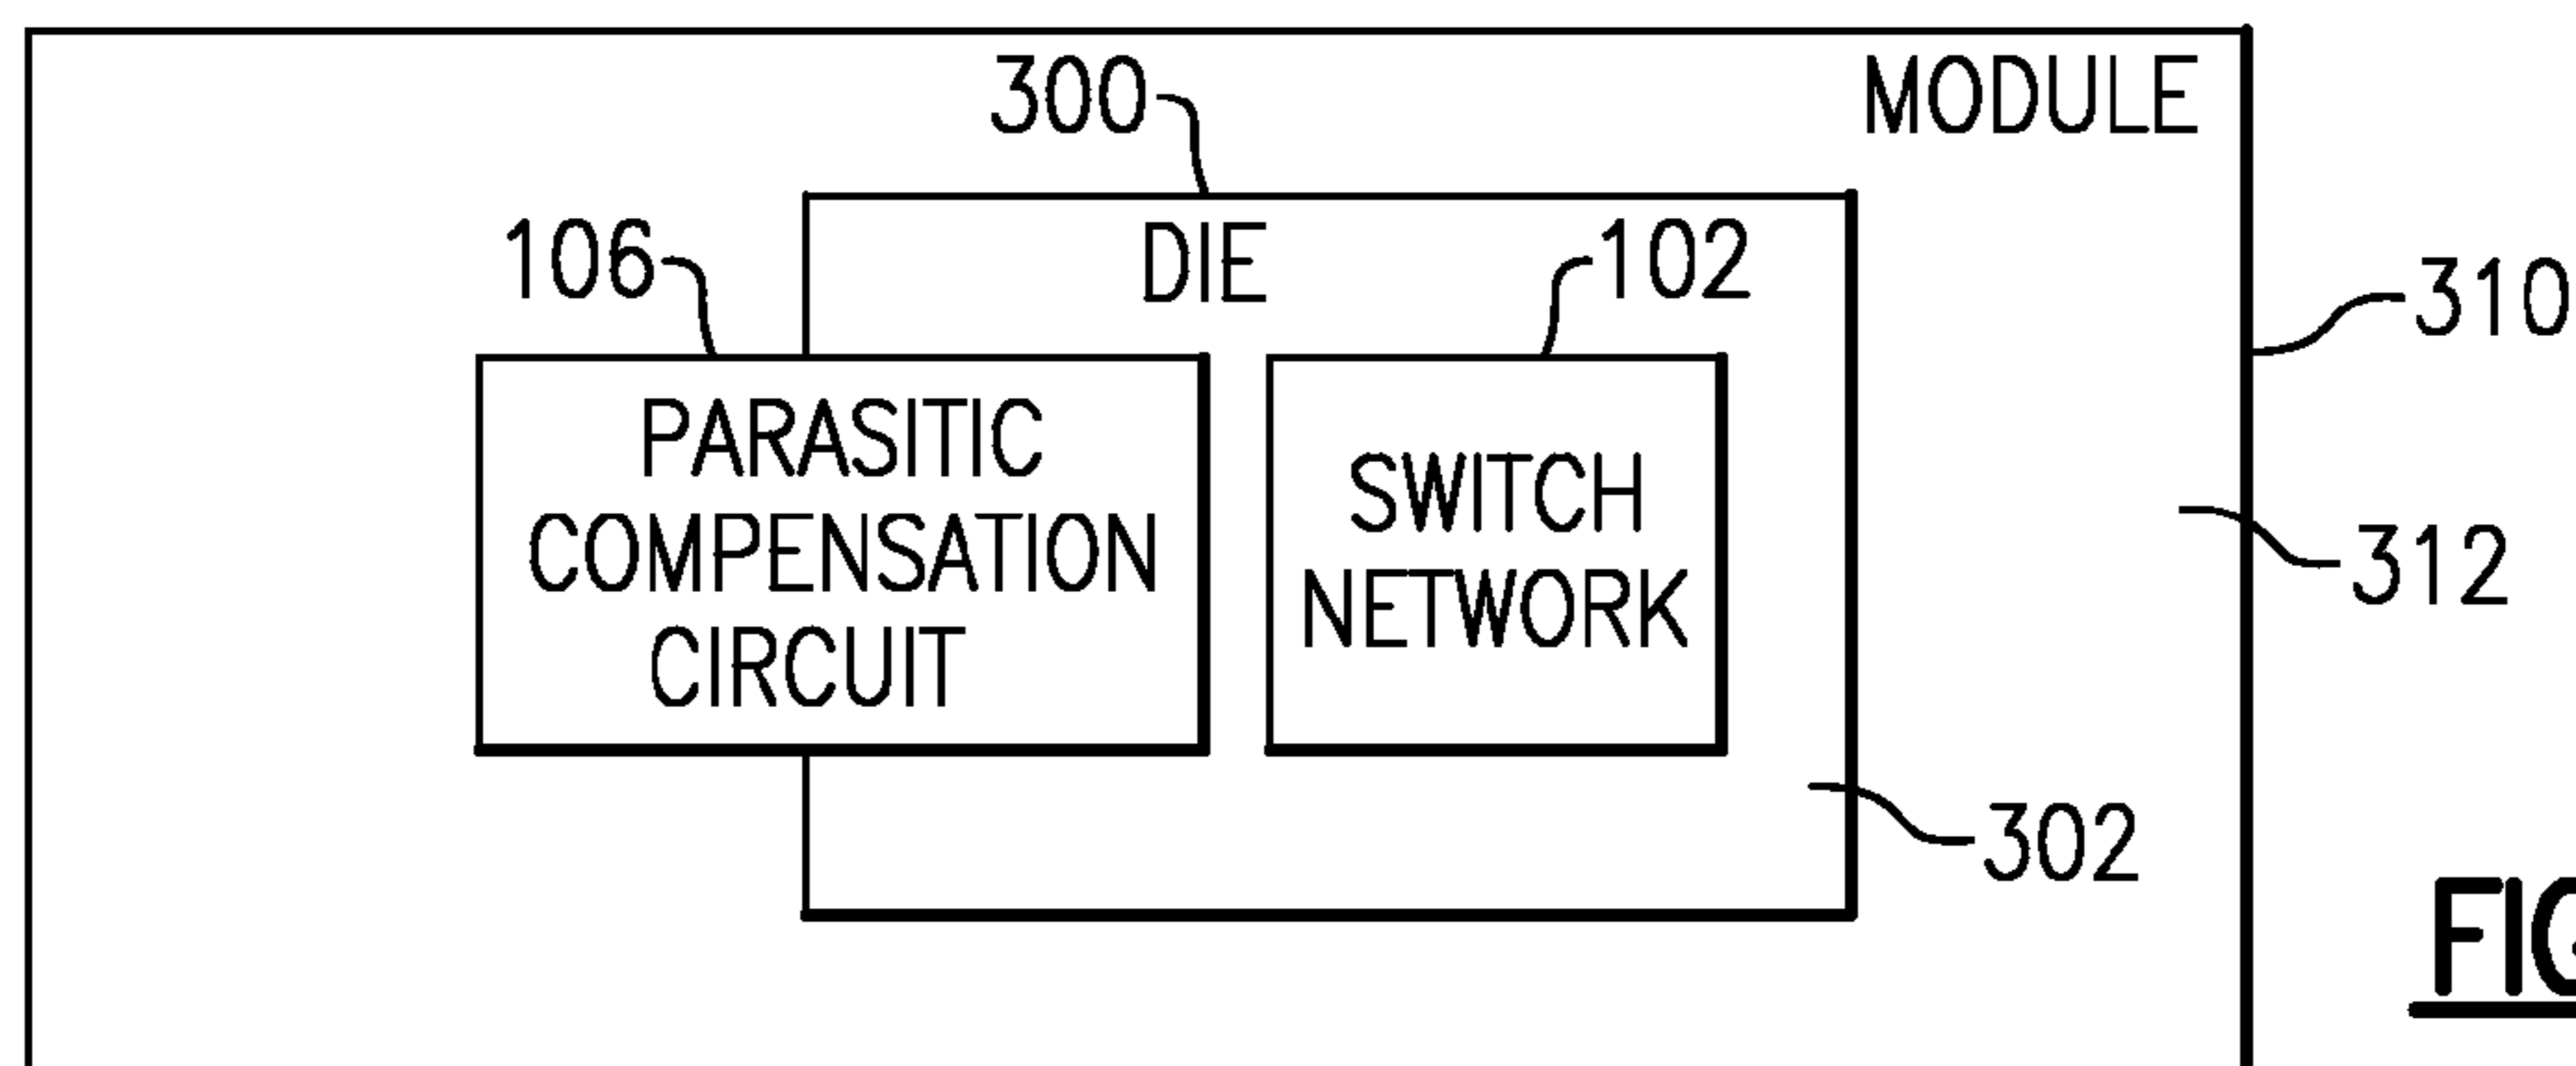 300
MODULE
106
DIE
102
310
PARASITIC
COMPENSATION
CIRCUIT
SWITCH
NETWORK
312
302